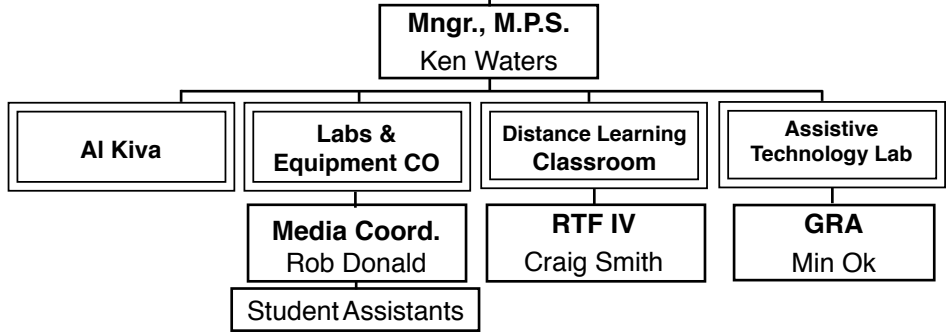 Mngr., M.P.S.
Ken Waters
Al Kiva
Labs &
Equipment CO
Distance Learning
Classroom
Assistive
Technology Lab
Media Coord.
Rob Donald
RTF IV
Craig Smith
GRA
Min Ok
Student Assistants